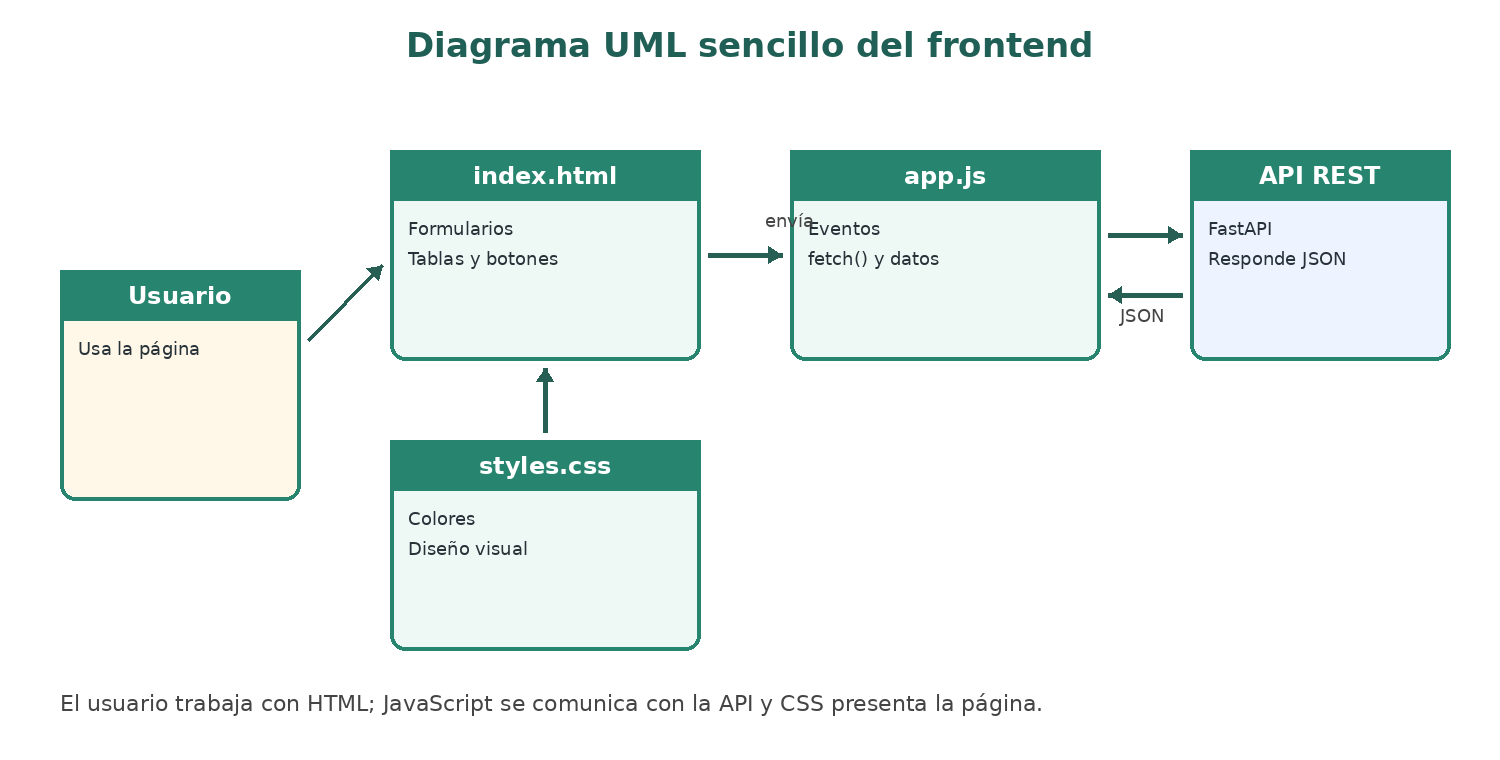 Diagrama UML sencillo del frontend
Usuario
Usa la página
index.html
Formularios
Tablas y botones
envía
app.js
Eventos
fetch() y datos
API REST
FastAPI
Responde JSON
JSON
styles.css
Colores
Diseño visual
El usuario trabaja con HTML; JavaScript se comunica con la API y CSS presenta la página.